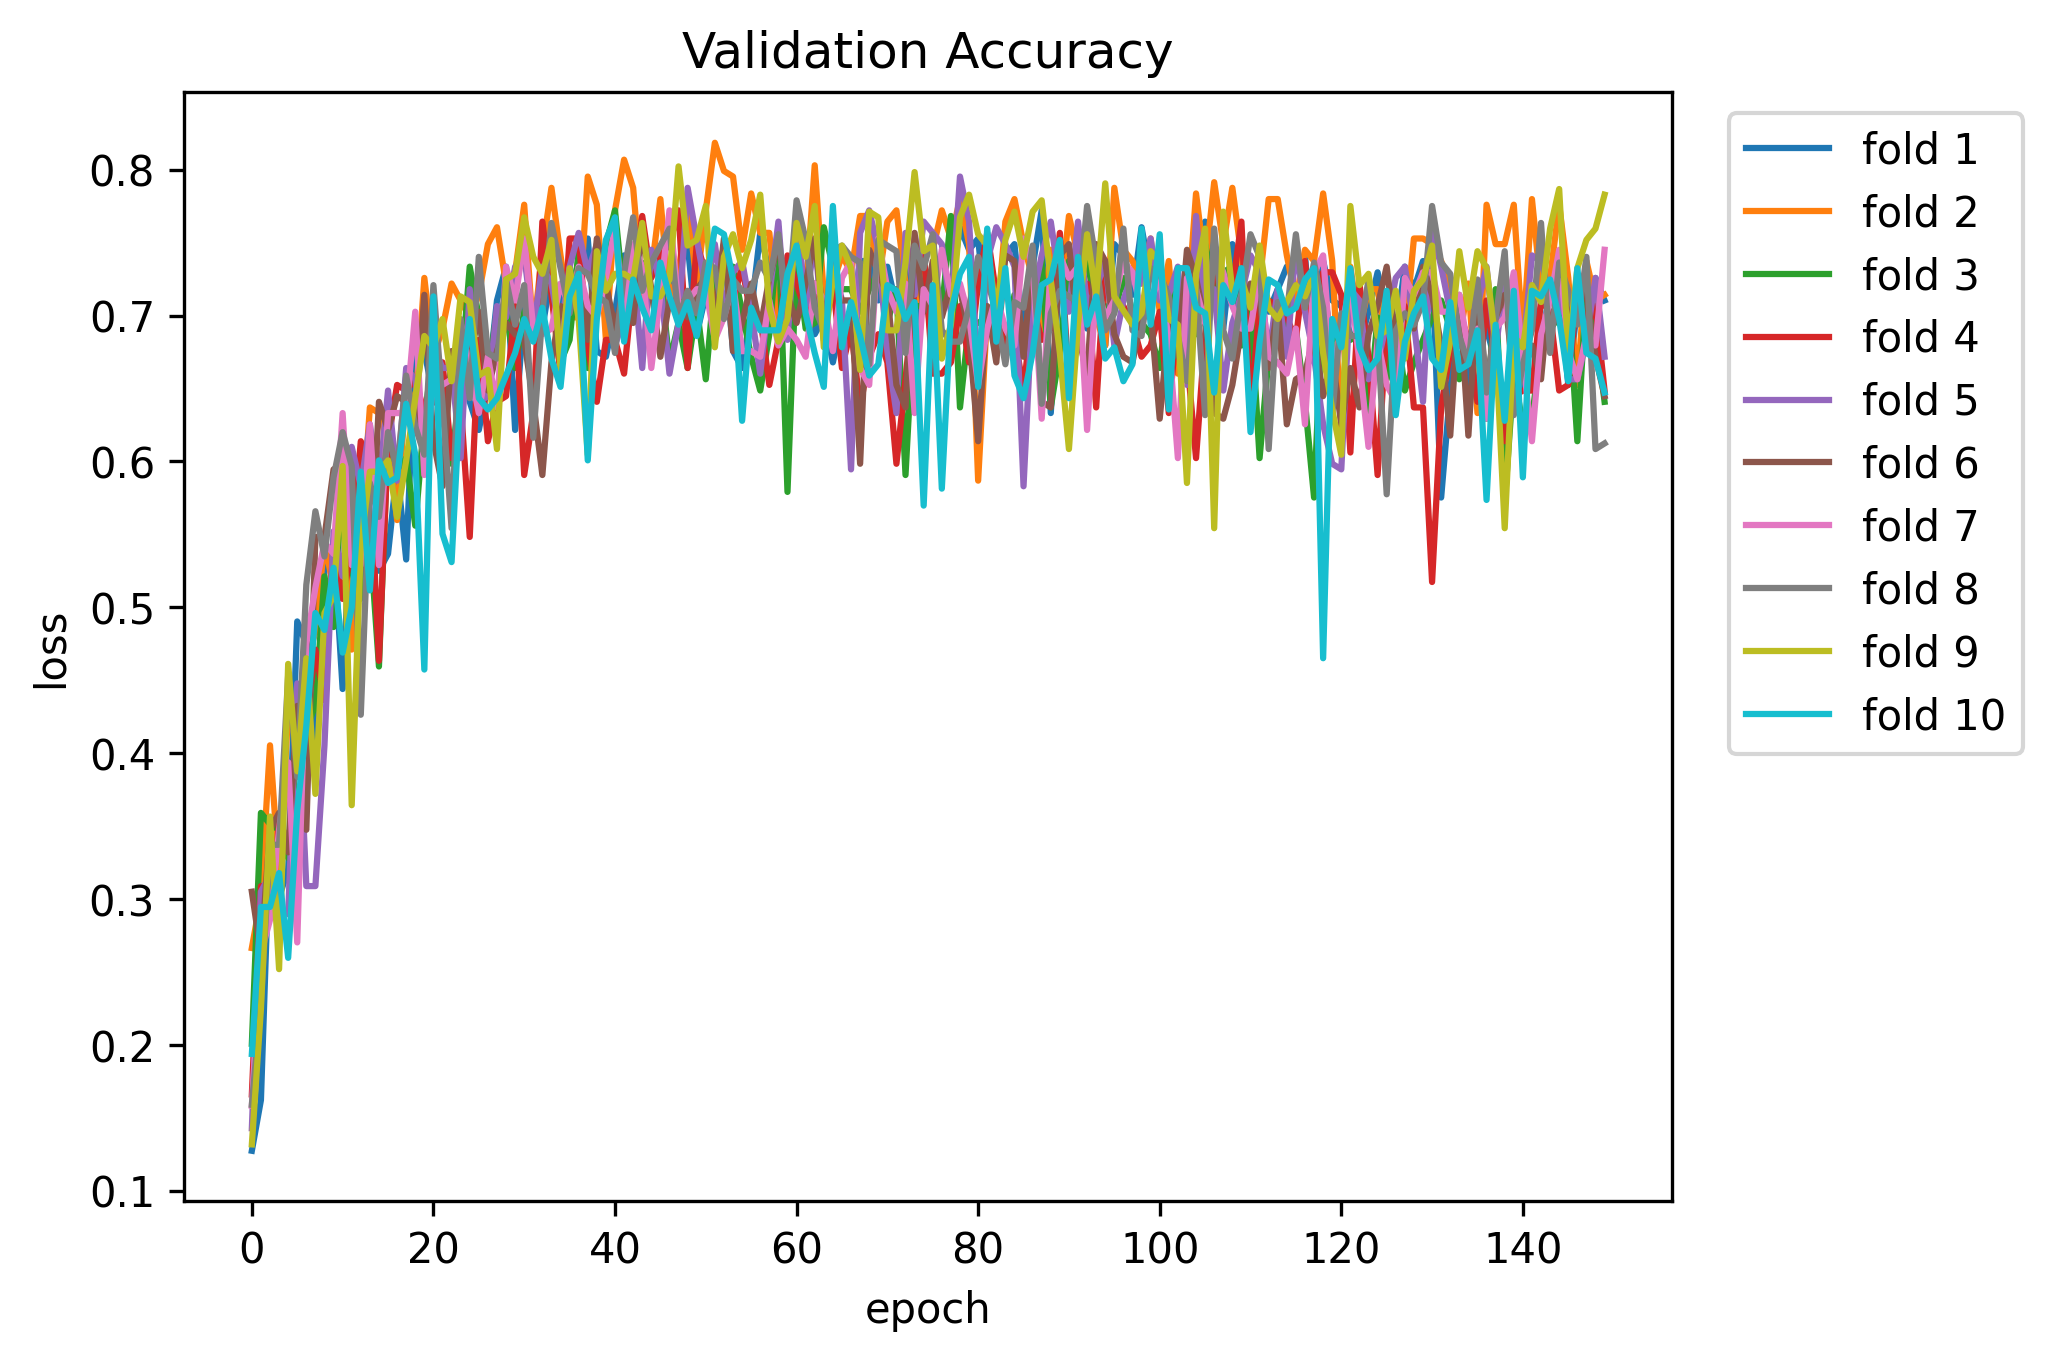 Validation Accuracy
0.8
0.7
0.6
0.5
0.4
0.3
0.2
0.1
loss
0 20 40 60 80 100 120 140
epoch
fold 1
fold 2
fold 3
fold 4
fold 5
fold 6
fold 7
fold 8
fold 9
fold 10